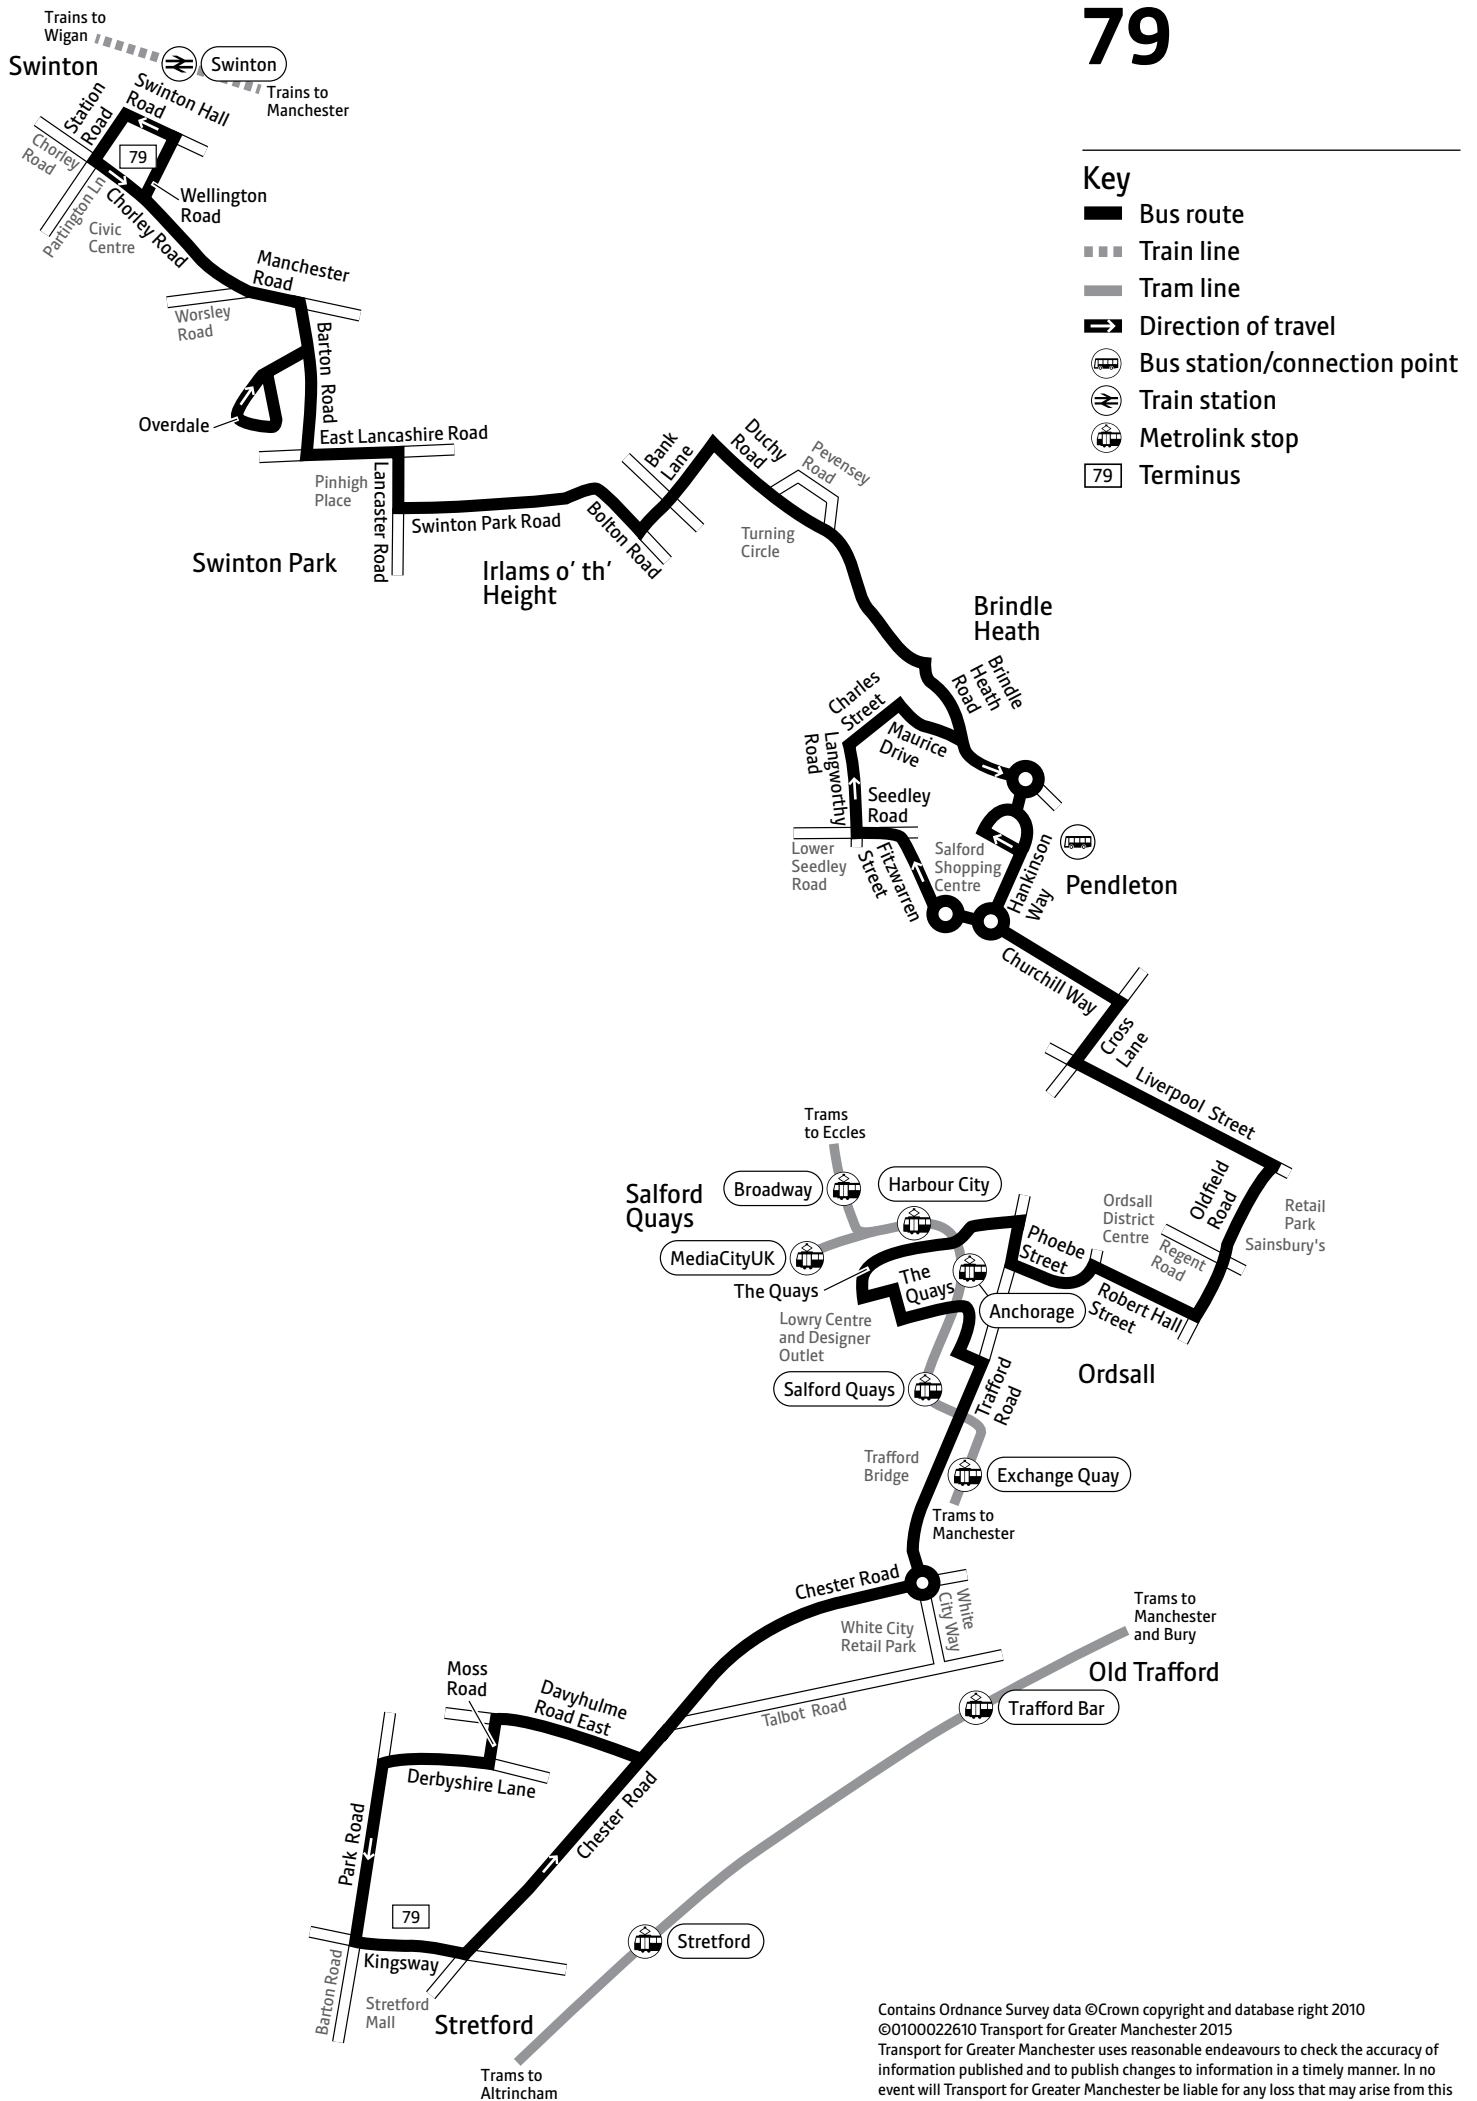 79
Trains to
Wigan
Swinton
Swinton
Trains to
Manchester
Station
Road
Swinton Hall
Road
Chorley
Road
79
Wellington
Road
Partington Ln
Civic
Centre
Chorley Road
Manchester
Road
Worsley
Road
Barton Road
Overdale
East Lancashire Road
Pinhigh
Place
Lancaster Road
Swinton Park Road
Swinton Park
Bolton Road
Irlams o’ th’
Height
Bank
Lane
Duchy
Road
Pevensey
Road
Turning
Circle
Key
Bus route
Train line
Tram line
Direction of travel
Bus station/connection point
Train station
Metrolink stop
79
Terminus
Brindle
Heath
Brindle
Heath
Road
Charles
Street
Maurice
Drive
Langworthy
Road
Seedley
Road
Lower
Seedley
Road
Fitzwarren
Street
Salford
Shopping
Centre
Hankinson
Way
Pendleton
Churchill Way
Cross
Lane
Liverpool Street
Oldfield
Road
Retail
Park
Sainsbury's
Ordsall
District
Centre
Regent
Road
Trams
to Eccles
Salford
Quays
Broadway
Harbour City
MediaCityUK
The Quays
The
Quays
Phoebe
Street
Robert Hall
Street
Anchorage
Lowry Centre
and Designer
Outlet
Ordsall
Salford Quays
Trafford
Road
Trafford
Bridge
Exchange Quay
Trams to
Manchester
Chester Road
White
City Way
White City
Retail Park
Trams to
Manchester
and Bury
Old Trafford
Trafford Bar
Talbot Road
Moss
Road
Davyhulme
Road East
Derbyshire Lane
Chester Road
Park Road
79
Kingsway
Stretford
Barton Road
Stretford
Mall
Stretford
Trams to
Altrincham
Contains Ordnance Survey data ©Crown copyright and database right 2010
©0100022610 Transport for Greater Manchester 2015
Transport for Greater Manchester uses reasonable endeavours to check the accuracy of
information published and to publish changes to information in a timely manner. In no
event will Transport for Greater Manchester be liable for any loss that may arise from this